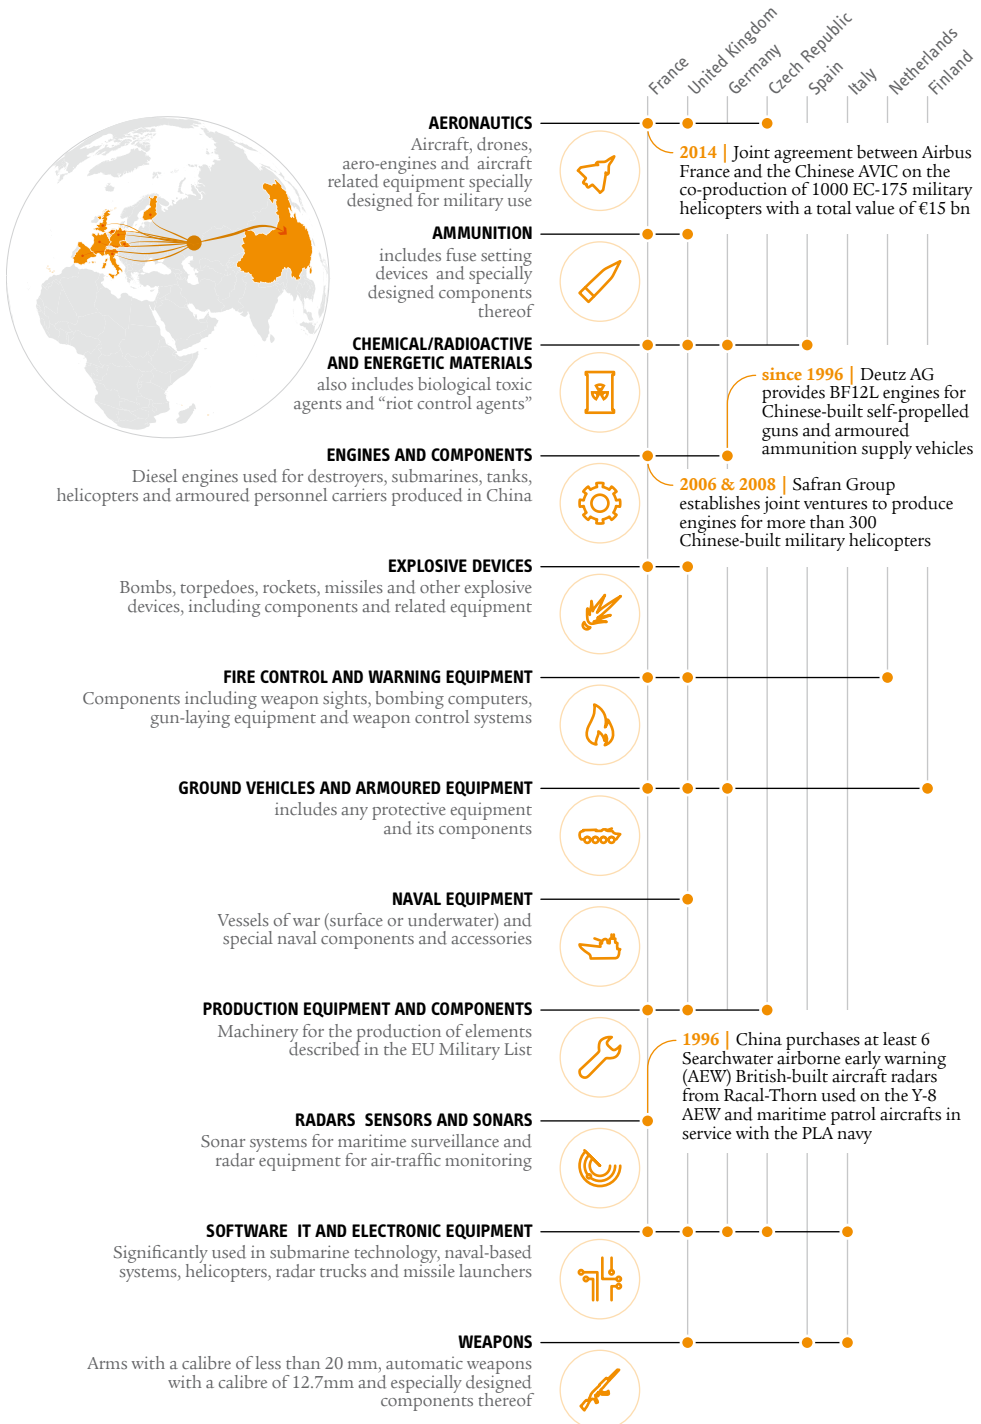 France
United Kingdom
Germany
Czech Republic
Spain
Italy
Netherlands
Finland
AERONAUTICS
Aircraft, drones,
aero-engines and aircraft
related equipment specially
designed for military use
2014 | Joint agreement between Airbus
France and the Chinese AVIC on the
co-production of 1000 EC-175 military
helicopters with a total value of €15 bn
AMMUNITION
includes fuse setting
devices and specially
designed components
thereof
CHEMICAL/RADIOACTIVE
AND ENERGETIC MATERIALS
also includes biological toxic
agents and “riot control agents”
since 1996 | Deutz AG
provides BF12L engines for
Chinese-built self-propelled
guns and armoured
ammunition supply vehicles
ENGINES AND COMPONENTS
Diesel engines used for destroyers, submarines, tanks,
helicopters and armoured personnel carriers produced in China
2006 & 2008 | Safran Group
establishes joint ventures to produce
engines for more than 300
Chinese-built military helicopters
EXPLOSIVE DEVICES
Bombs, torpedoes, rockets, missiles and other explosive
devices, including components and related equipment
FIRE CONTROL AND WARNING EQUIPMENT
Components including weapon sights, bombing computers,
gun-laying equipment and weapon control systems
GROUND VEHICLES AND ARMOURED EQUIPMENT
includes any protective equipment
and its components
NAVAL EQUIPMENT
Vessels of war (surface or underwater) and
special naval components and accessories
PRODUCTION EQUIPMENT AND COMPONENTS
Machinery for the production of elements
described in the EU Military List
1996 | China purchases at least 6
Searchwater airborne early warning
(AEW) British-built aircraft radars
from Racal-Thorn used on the Y-8
AEW and maritime patrol aircrafts in
service with the PLA navy
RADARS SENSORS AND SONARS
Sonar systems for maritime surveillance and
radar equipment for air-traffic monitoring
SOFTWARE IT AND ELECTRONIC EQUIPMENT
Significantly used in submarine technology, naval-based
systems, helicopters, radar trucks and missile launchers
WEAPONS
Arms with a calibre of less than 20 mm, automatic weapons
with a calibre of 12.7mm and especially designed
components thereof